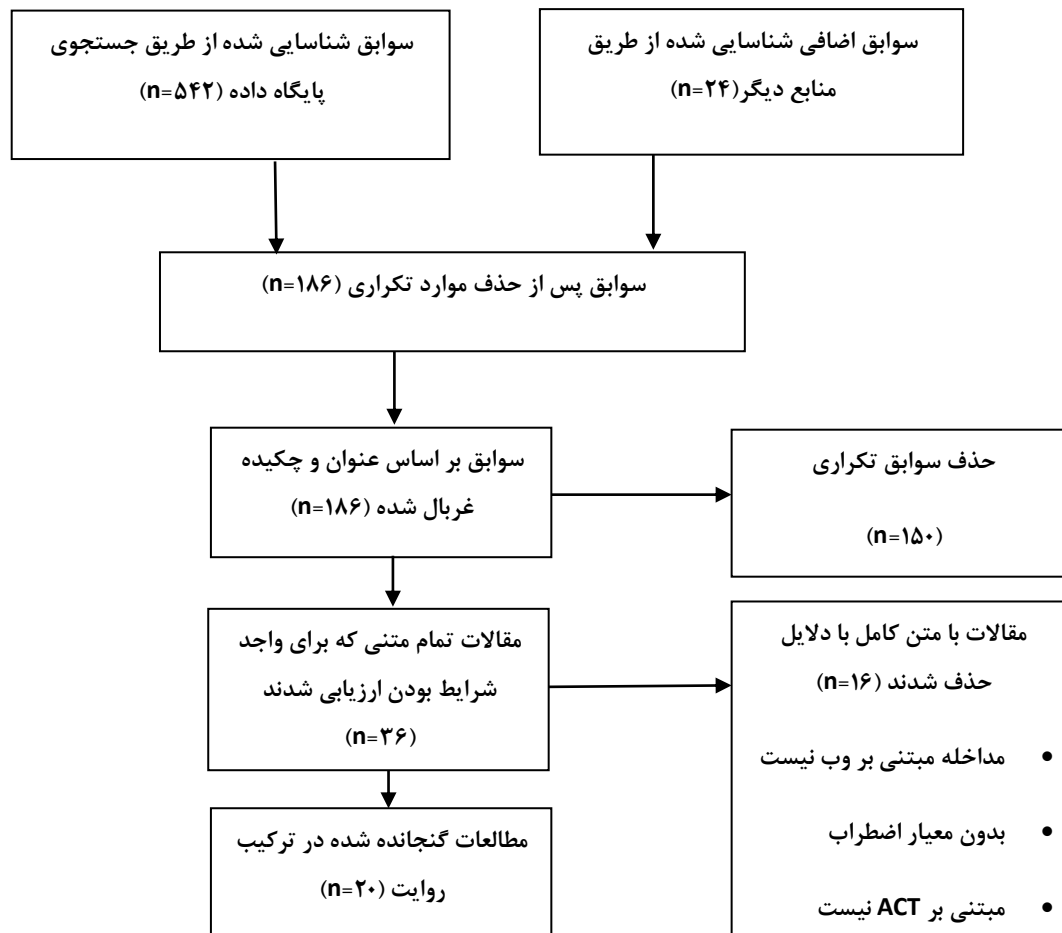 سوابق شناسایی شده از طریق جستجوی
پایگاه داده (n=۵۴۲)
سوابق اضافی شناسایی شده از طریق
منابع دیگر(n=۲۴)
سوابق پس از حذف موارد تکراری (n=۱۸۶)
سوابق بر اساس عنوان و چکیده
غربال شده (n=۱۸۶)
حذف سوابق تکراری
(n=۱۵۰)
مقالات تمام متنی که برای واجد
شرایط بودن ارزیابی شدند
(n=۳۶)
مقالات با متن کامل با دلایل
حذف شدند (n=۱۶)
• مداخله مبتنی بر وب نیست
• بدون معیار اضطراب
• مبتنی بر ACT نیست
مطالعات گنجانده شده در ترکیب
روایت (n=۲۰)